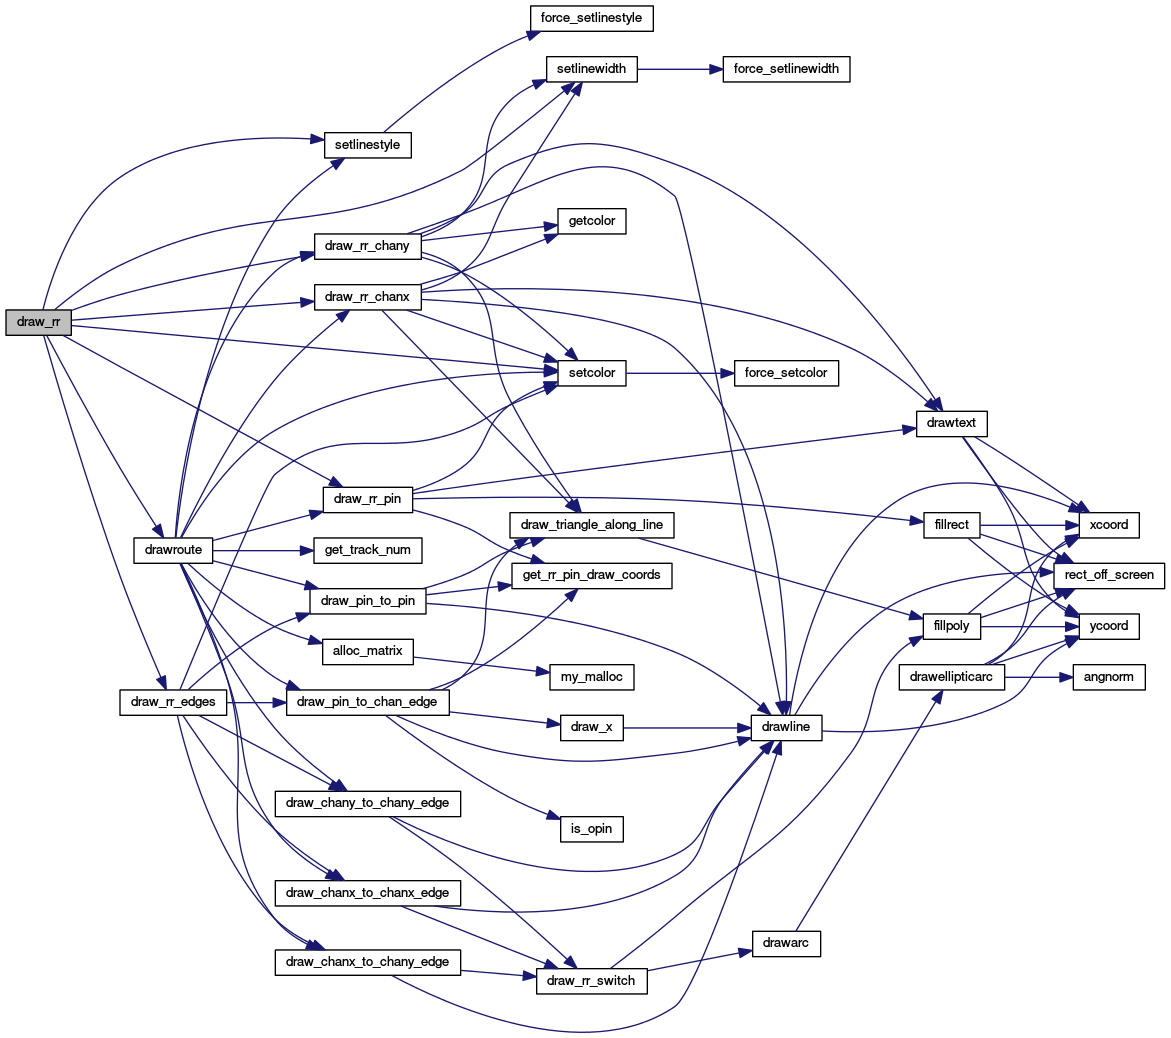 force_setlinestyle
setlinewidth
force_setlinewidth
setlinestyle
getcolor
draw_rr_chany
draw_rr_chanx
draw_rr
setcolor
force_setcolor
drawtext
draw_rr_pin
draw_triangle_along_line
fillrect
xcoord
drawroute
get_track_num
get_rr_pin_draw_coords
rect_off_screen
draw_pin_to_pin
fillpoly
ycoord
alloc_matrix
my_malloc
drawellipticarc
angnorm
draw_rr_edges
draw_pin_to_chan_edge
draw_x
drawline
draw_chany_to_chany_edge
is_opin
draw_chanx_to_chanx_edge
drawarc
draw_chanx_to_chany_edge
draw_rr_switch